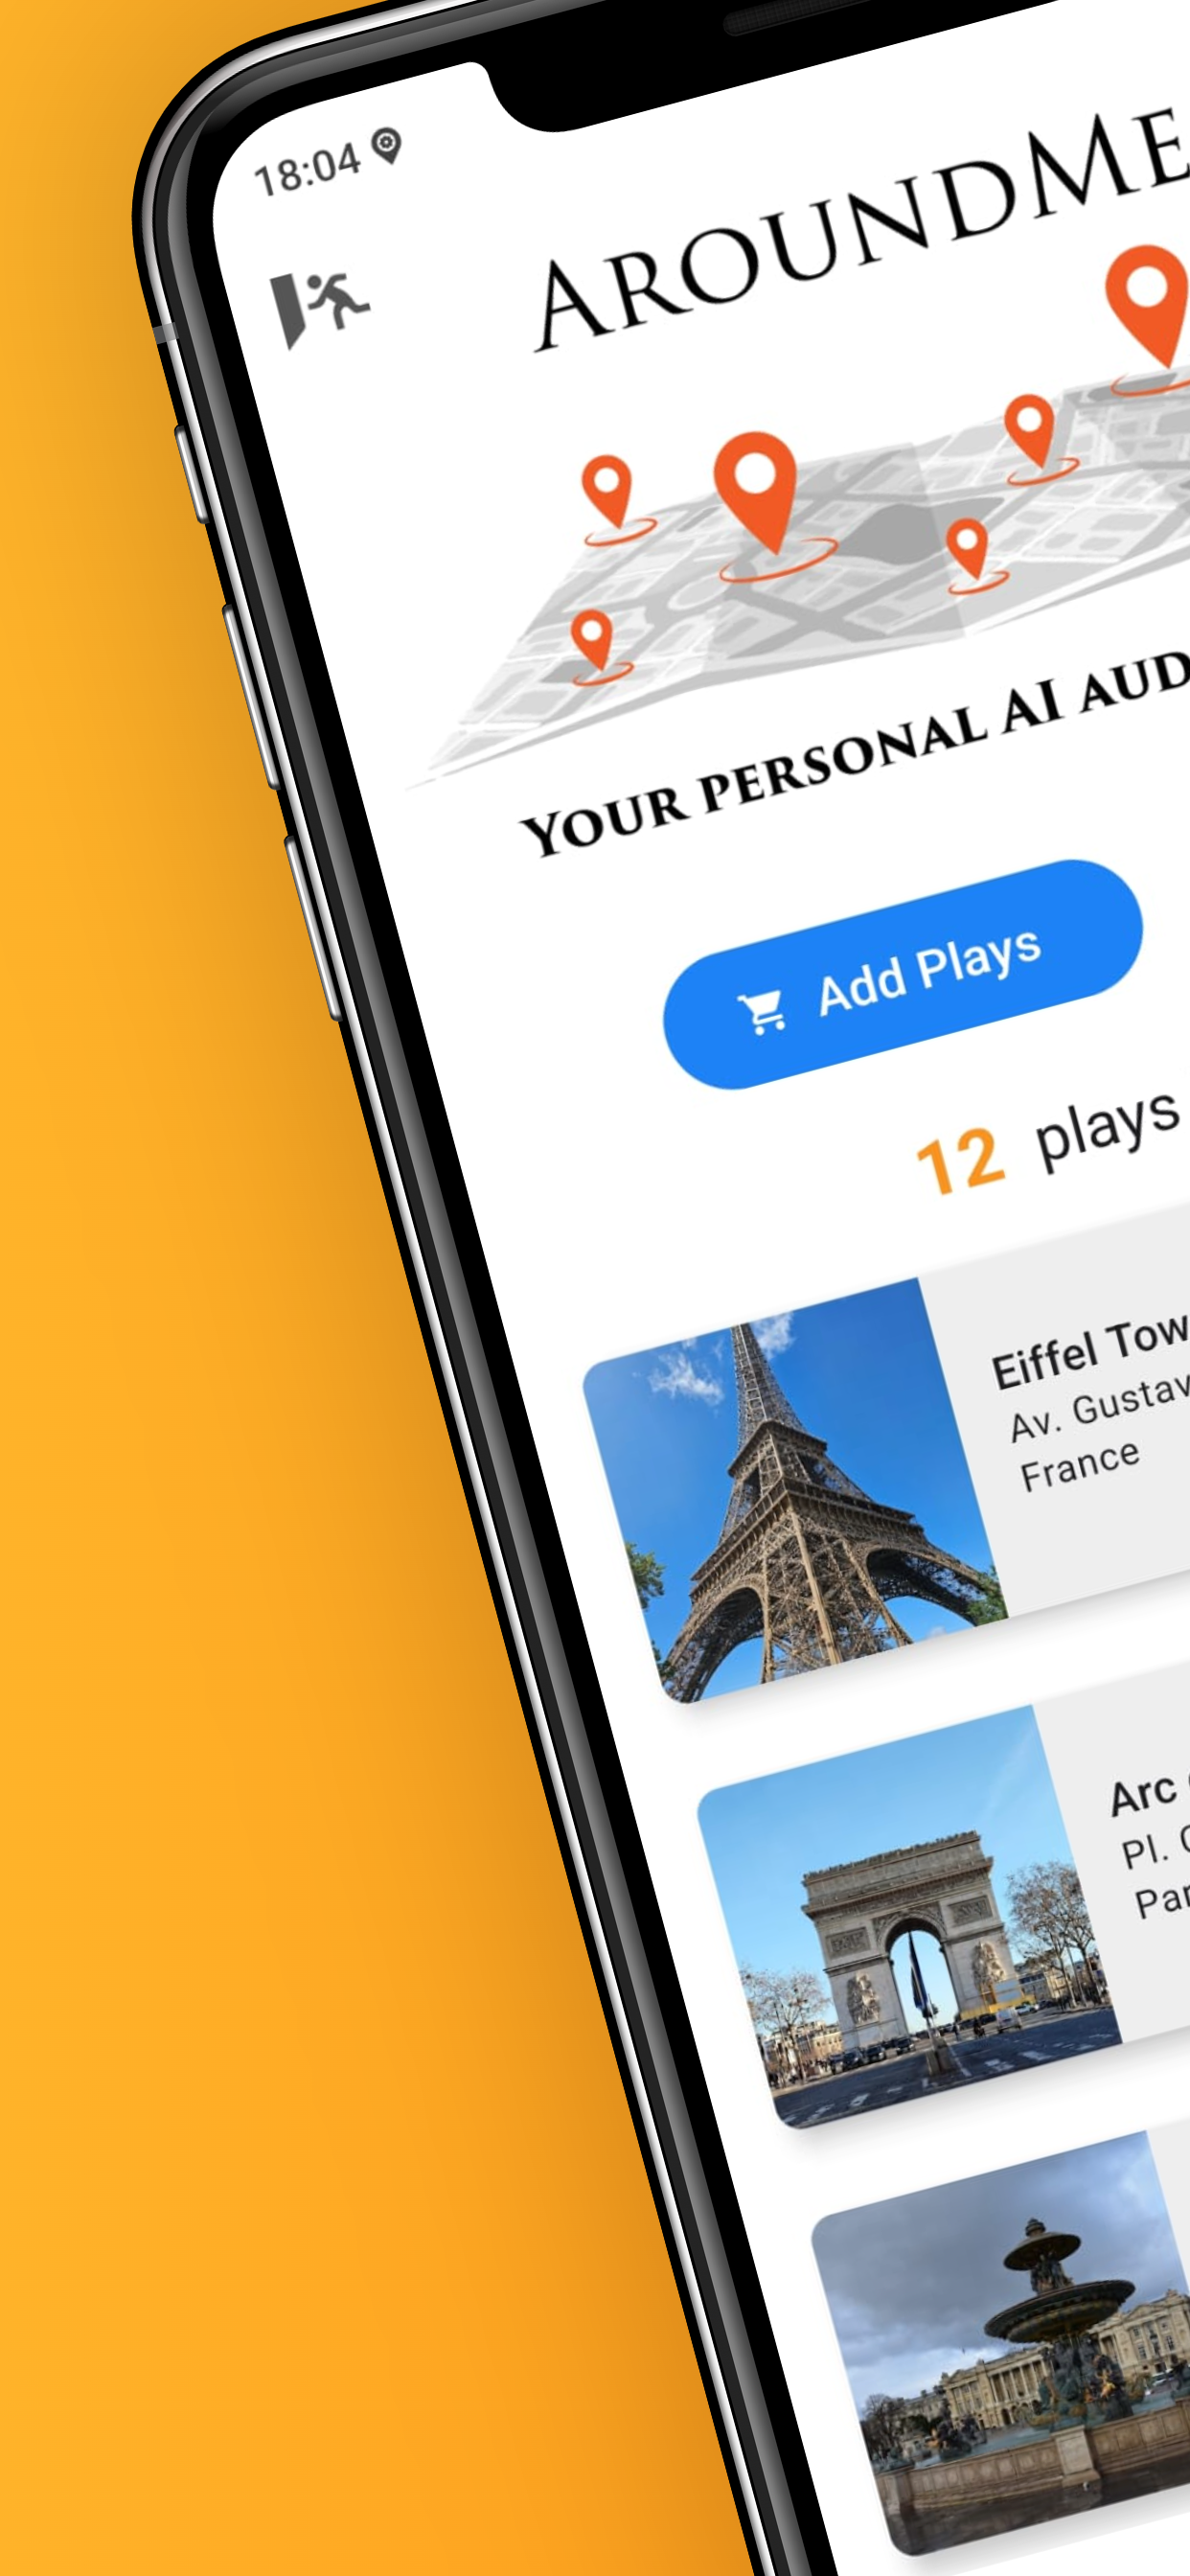 18:04
AROUNDME
YOUR PERSONAL AI AUD
Add Plays
12 plays
Eiffel Tow
Av. Gustav
France
Arc
Pl.
Par